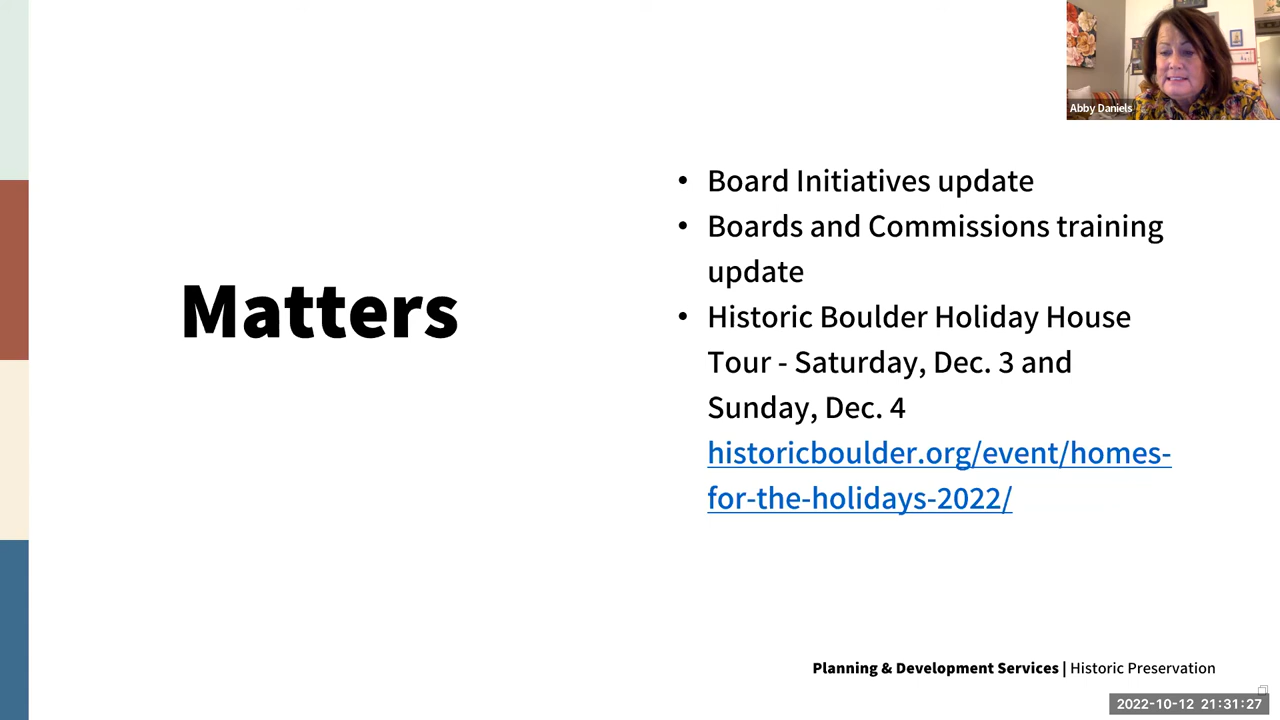 Abby Daniels
Matters
• Board Initiatives update
• Boards and Commissions training
update
• Historic Boulder Holiday House
Tour - Saturday, Dec. 3 and
Sunday, Dec. 4
historicboulder.org/event/homes-
for-the-holidays-2022/
Planning & Development Services | Historic Preservation
2022-10-12 21:31:27